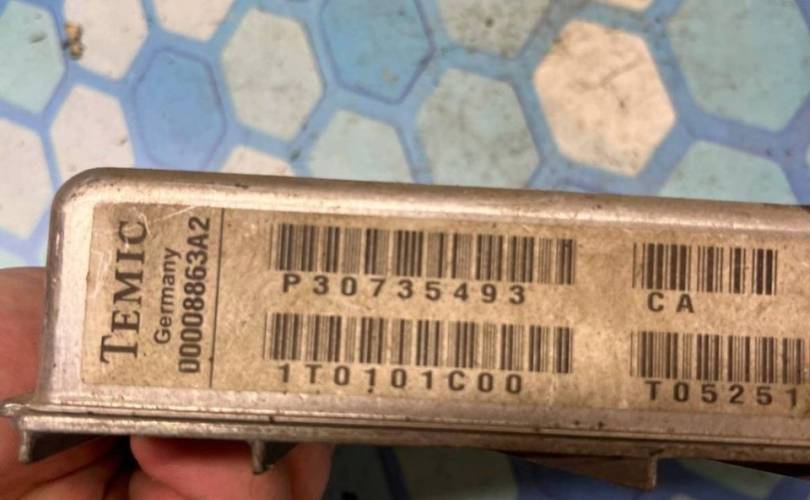 TEMIC
Germany
00008863A2
P30735493
1T0101C00
CA
T05251